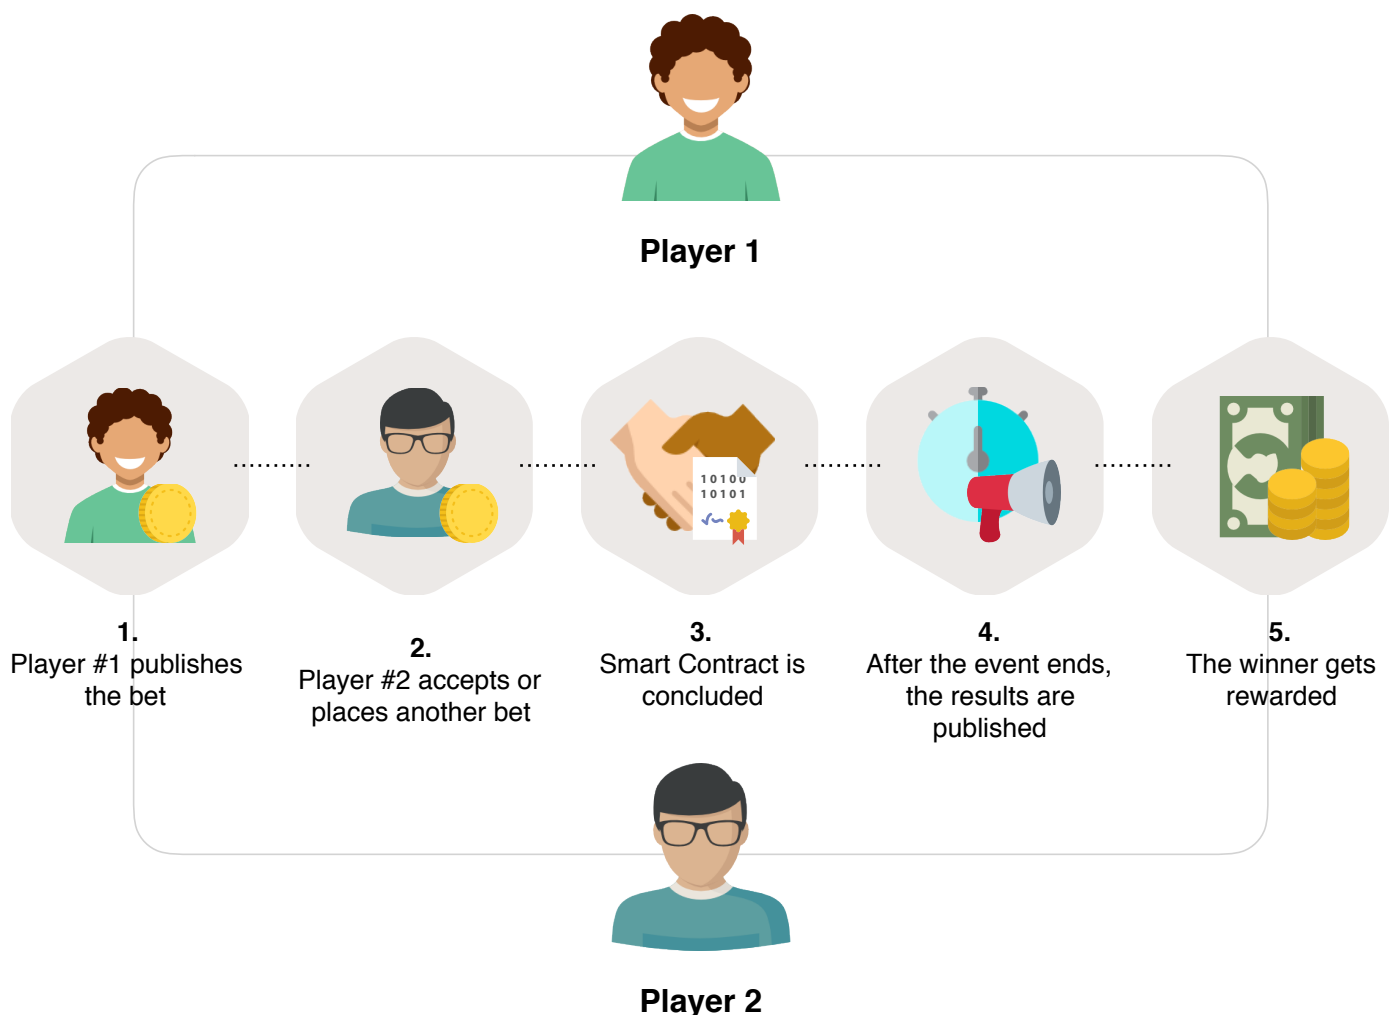 Player 1
10100
10101
1.
Player #1 publishes
the bet
2.
Player #2 accepts or
places another bet
3.
Smart Contract is
concluded
4.
After the event ends,
the results are
published
5.
The winner gets
rewarded
Player 2